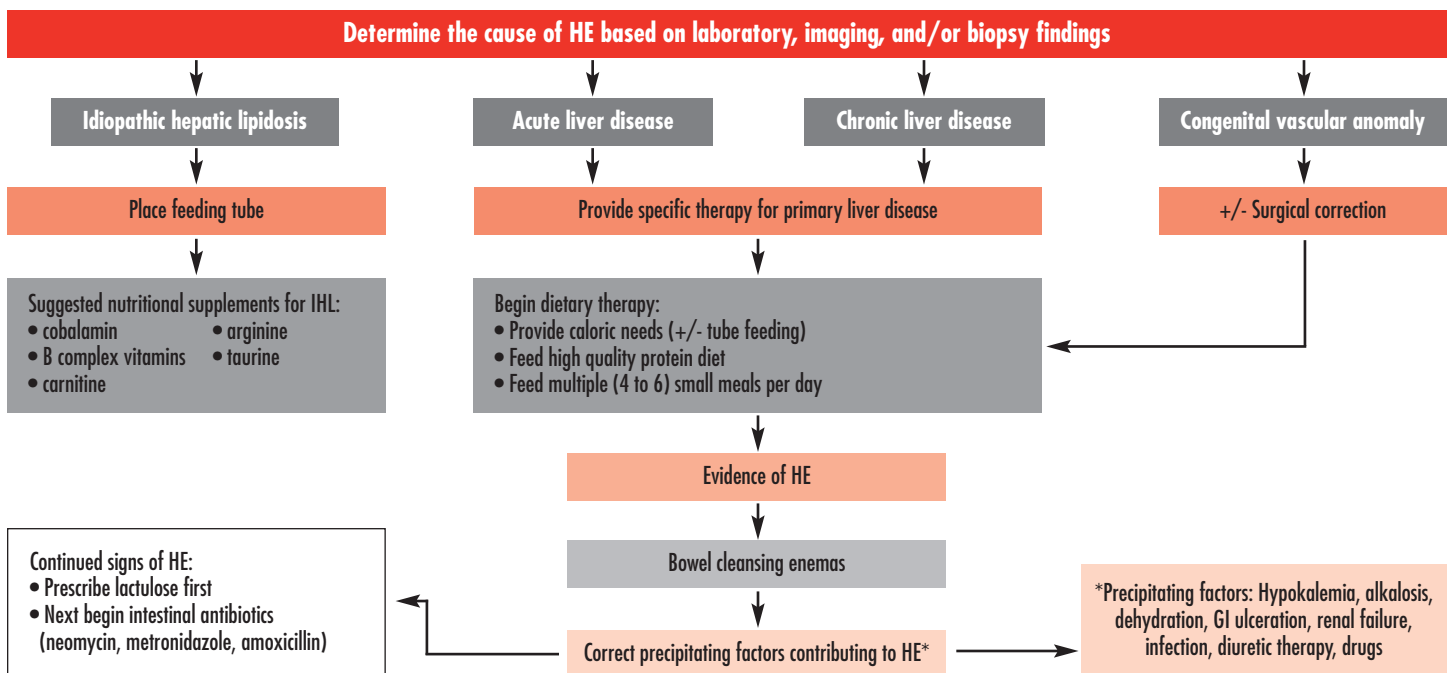 Determine the cause of HE based on laboratory, imaging, and/or biopsy findings
Idiopathic hepatic lipidosis
Acute liver disease
Chronic liver disease
Congenital vascular anomaly
Place feeding tube
Provide specific therapy for primary liver disease
+/- Surgical correction
Suggested nutritional supplements for IHL:
• cobalamin • arginine
• B complex vitamins • taurine
• carnitine
Begin dietary therapy:
• Provide caloric needs (+/- tube feeding)
• Feed high quality protein diet
• Feed multiple (4 to 6) small meals per day
Evidence of HE
Bowel cleansing enemas
Correct precipitating factors contributing to HE*
Continued signs of HE:
• Prescribe lactulose first
• Next begin intestinal antibiotics
(neomycin, metronidazole, amoxicillin)
*Precipitating factors: Hypokalemia, alkalosis,
dehydration, GI ulceration, renal failure,
infection, diuretic therapy, drugs